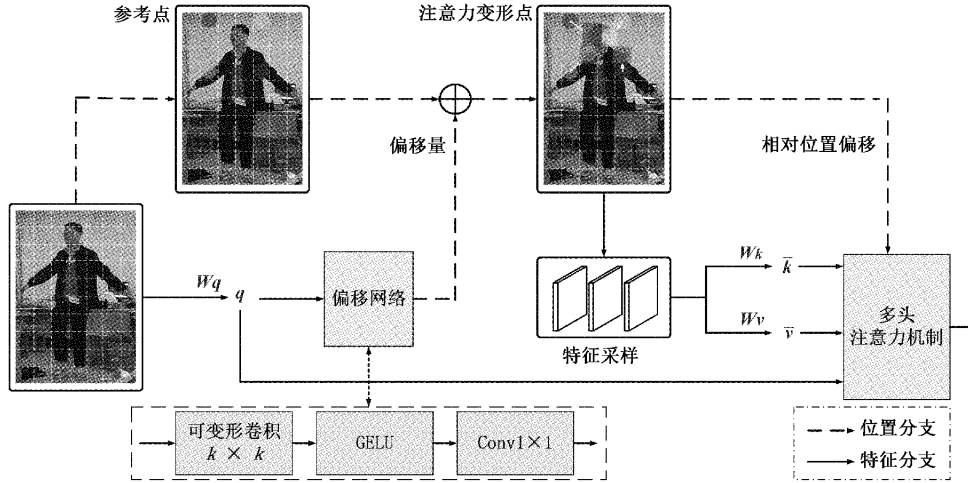 参考点
注意力变形点
偏移量
相对位置偏移
Wq
q
偏移网络
Wk
k̅
Wv
v̅
多头
注意力机制
特征采样
可变形卷积
k × k
GELU
Conv1×1
位置分支
特征分支